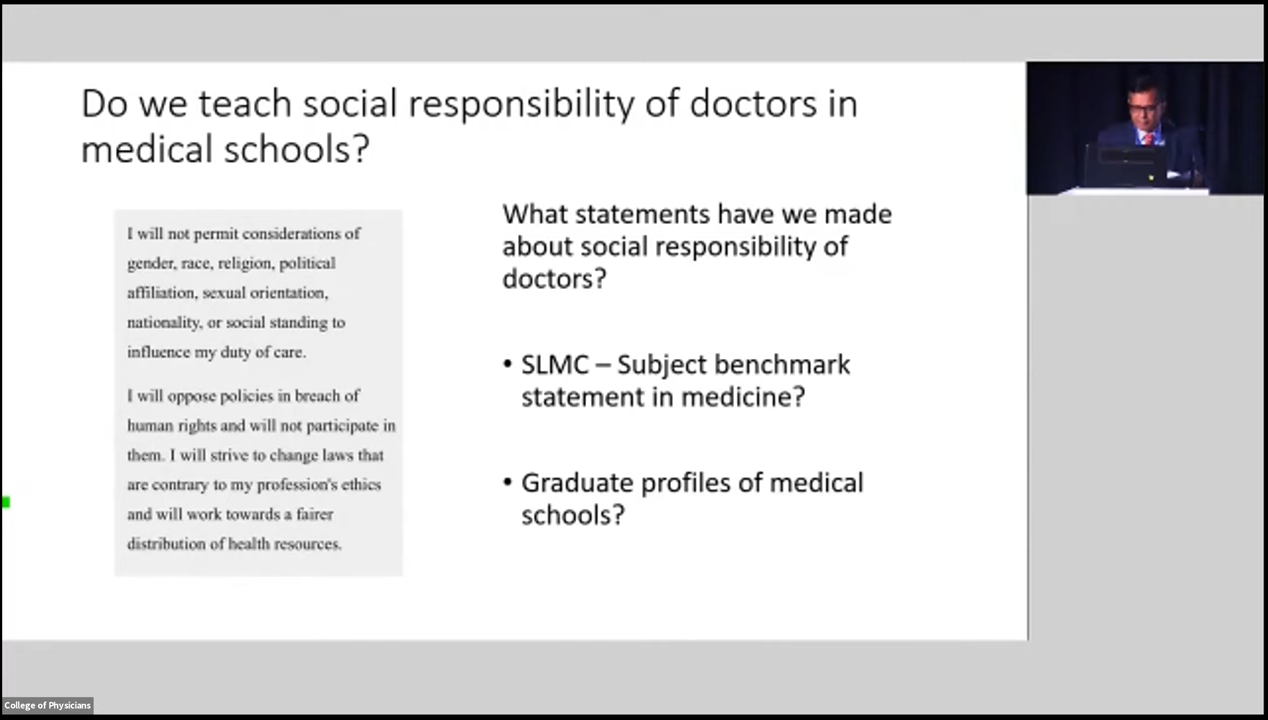 Do we teach social responsibility of doctors in
medical schools?
I will not permit considerations of
gender, race, religion, political
affiliation, sexual orientation,
nationality, or social standing to
influence my duty of care.
I will oppose policies in breach of
human rights and will not participate in
them. I will strive to change laws that
are contrary to my profession's ethics
and will work towards a fairer
distribution of health resources.
What statements have we made
about social responsibility of
doctors?
• SLMC – Subject benchmark
statement in medicine?
• Graduate profiles of medical
schools?
College of Physicians